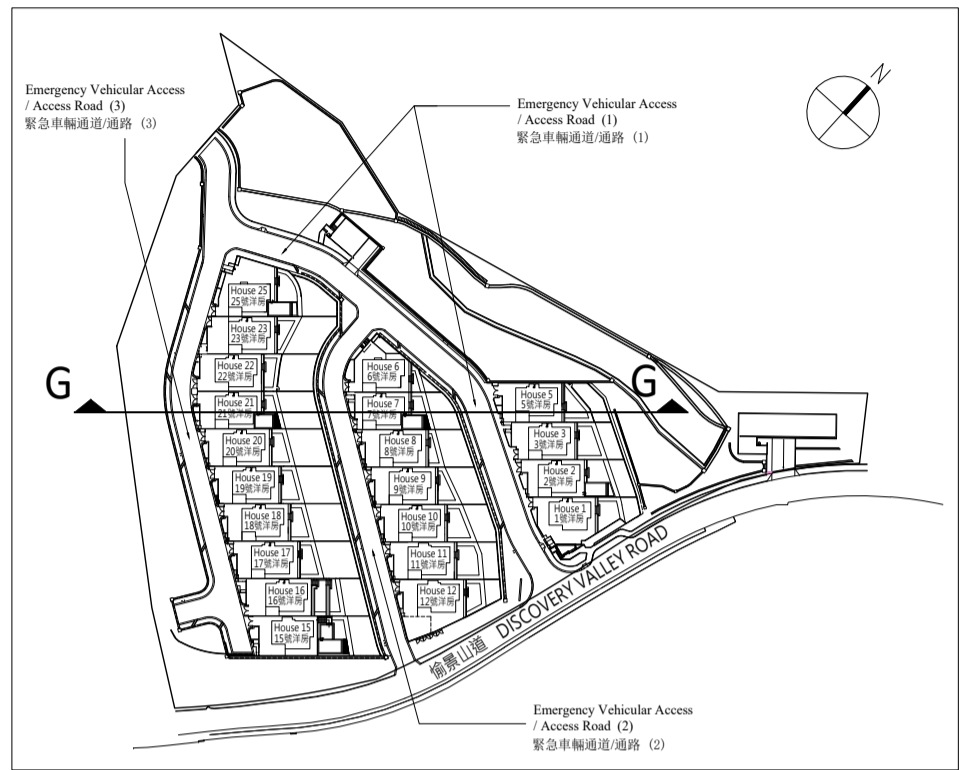 Emergency Vehicular Access
/ Access Road (3)
緊急車輛通道/通路 (3)
Emergency Vehicular Access
/ Access Road (1)
緊急車輛通道/通路 (1)
N
House 25
25號洋房
House 23
23號洋房
House 22
22號洋房
House 21
21號洋房
House 20
20號洋房
House 19
19號洋房
House 18
18號洋房
House 17
17號洋房
House 16
16號洋房
House 15
15號洋房
House 6
6號洋房
House 7
7號洋房
House 8
8號洋房
House 9
9號洋房
House 10
10號洋房
House 11
11號洋房
House 12
12號洋房
House 5
5號洋房
House 3
3號洋房
House 2
2號洋房
House 1
1號洋房
G
G
愉景山道 DISCOVERY VALLEY ROAD
Emergency Vehicular Access
/ Access Road (2)
緊急車輛通道/通路 (2)